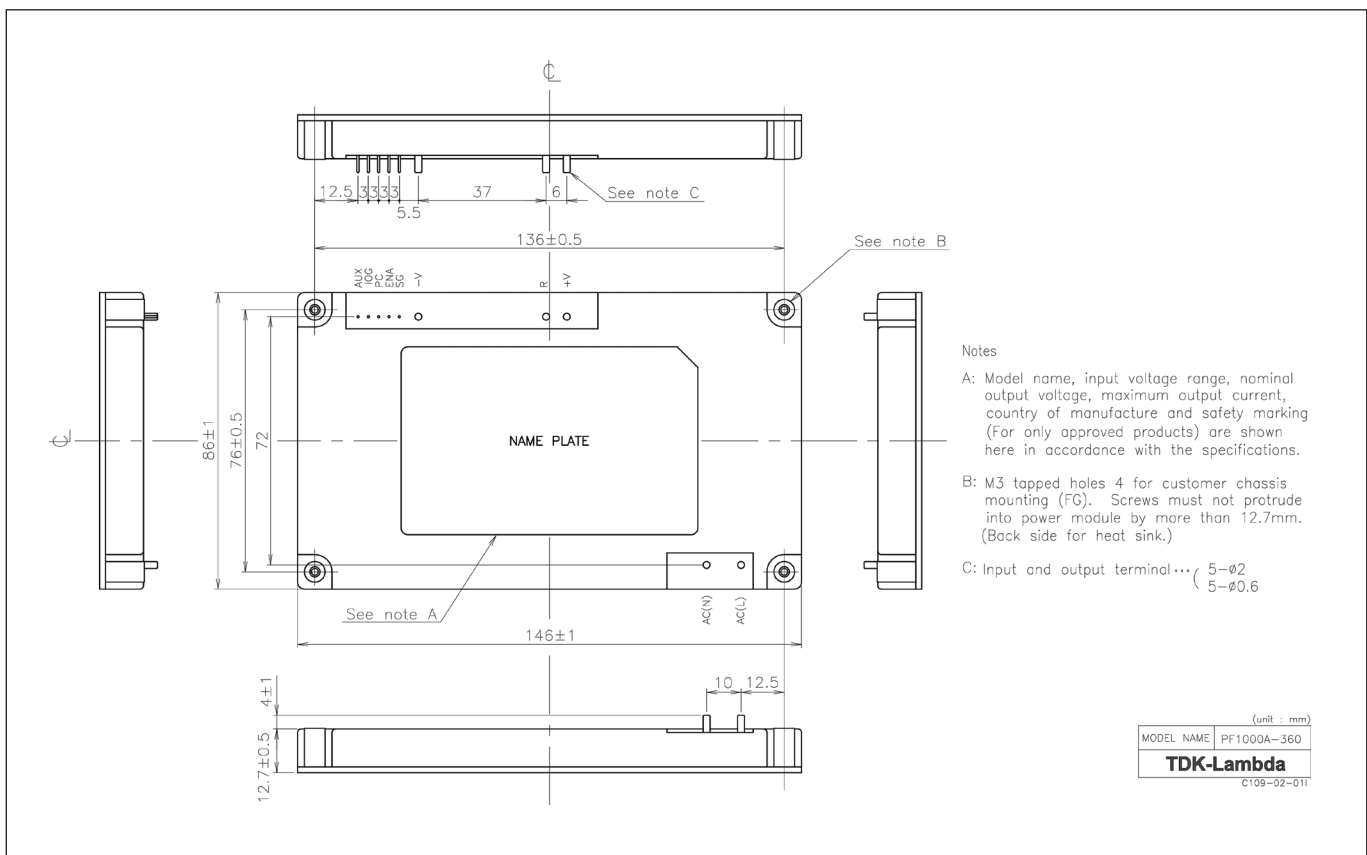 ℄
12.5 3 3 3 3
5.5
37
6
See note C
136±0.5
See note B
AUX
IOG
PC
ENA
SG
-V
R
+V
℄
86±1
76±0.5
72
NAME PLATE
See note A
AC(N)
AC(L)
146±1
4±1
10
12.5
12.7±0.5
Notes
A: Model name, input voltage range, nominal
output voltage, maximum output current,
country of manufacture and safety marking
(For only approved products) are shown
here in accordance with the specifications.
B: M3 tapped holes 4 for customer chassis
mounting (FG). Screws must not protrude
into power module by more than 12.7mm.
(Back side for heat sink.)
C: Input and output terminal ··· ( 5-ø2
5-ø0.6
(unit : mm)
MODEL NAME PF1000A-360
TDK-Lambda
C109-02-01I